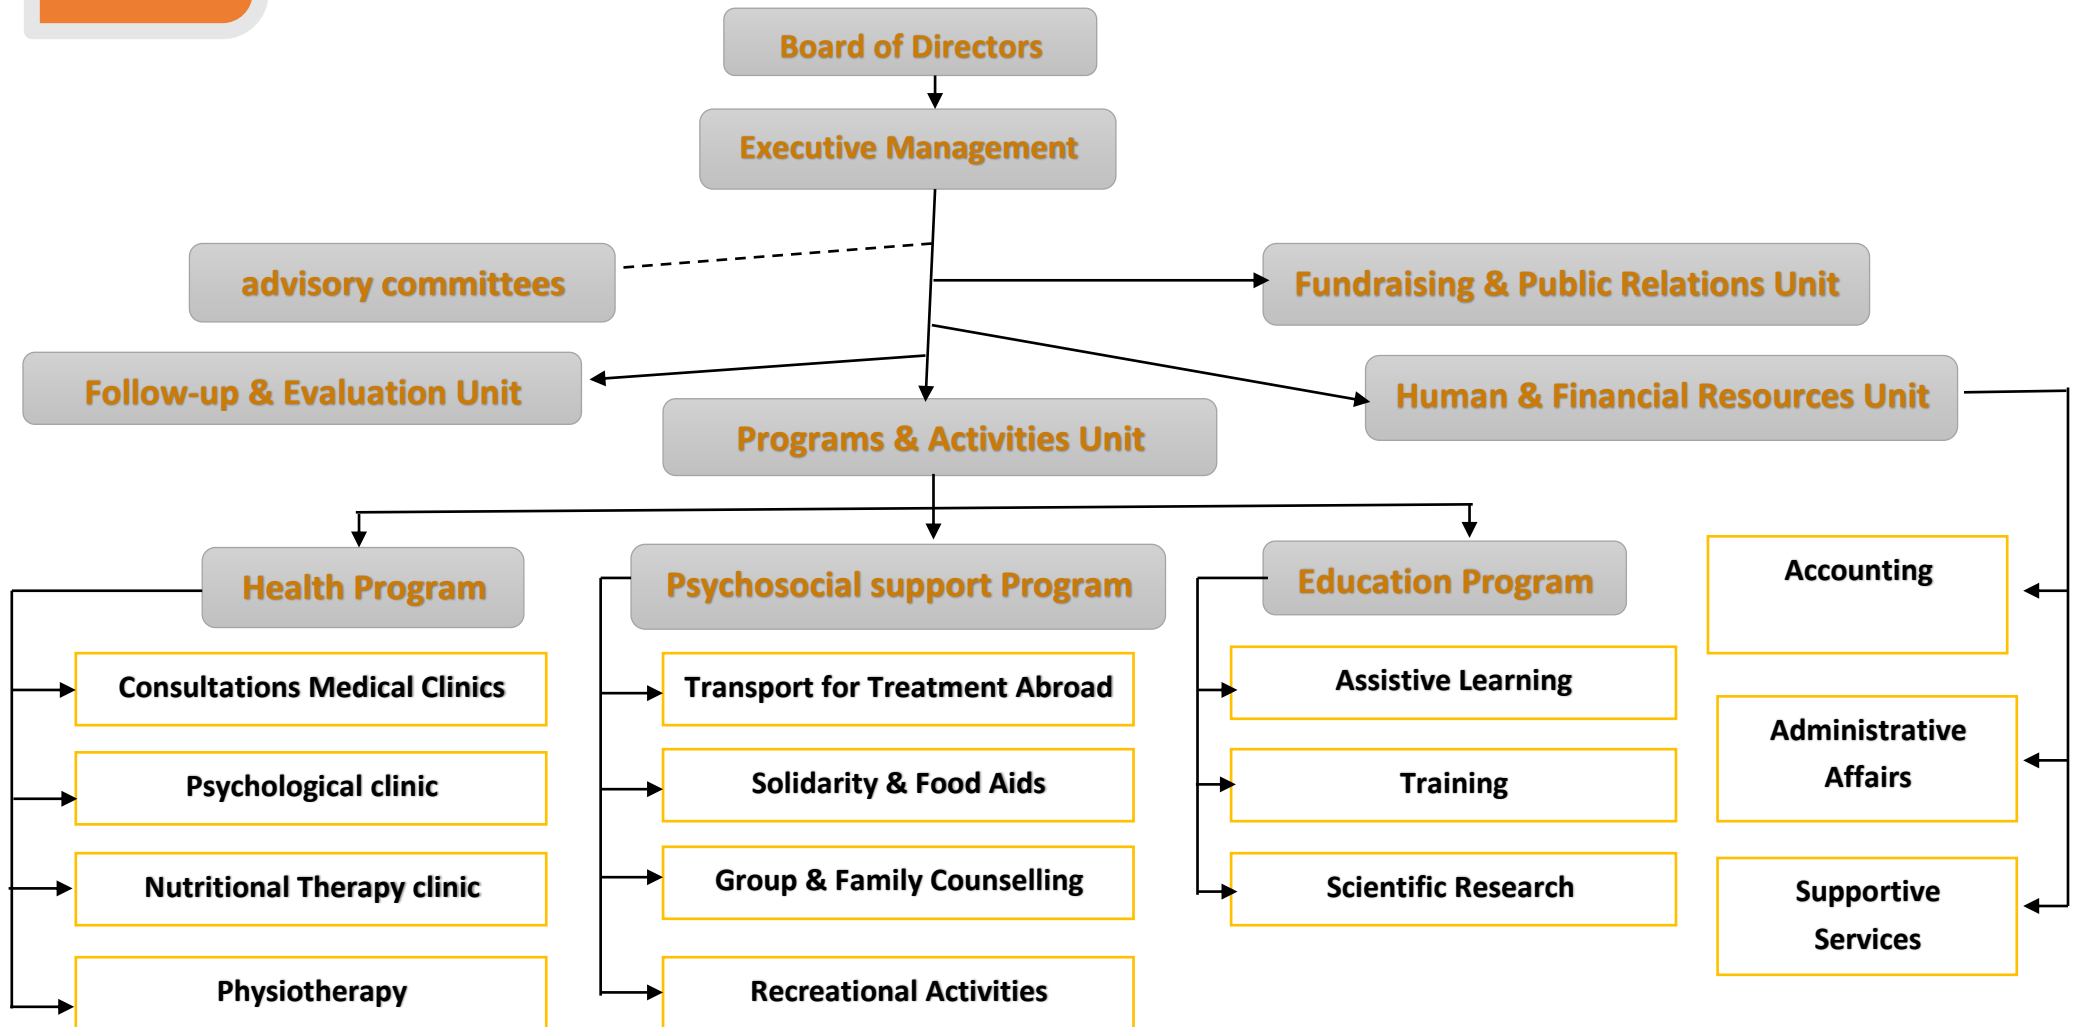 Board of Directors
Executive Management
advisory committees
Fundraising & Public Relations Unit
Follow-up & Evaluation Unit
Human & Financial Resources Unit
Programs & Activities Unit
Health Program
Psychosocial support Program
Education Program
Accounting
Consultations Medical Clinics
Transport for Treatment Abroad
Assistive Learning
Administrative
Affairs
Psychological clinic
Solidarity & Food Aids
Training
Nutritional Therapy clinic
Group & Family Counselling
Scientific Research
Supportive
Services
Physiotherapy
Recreational Activities